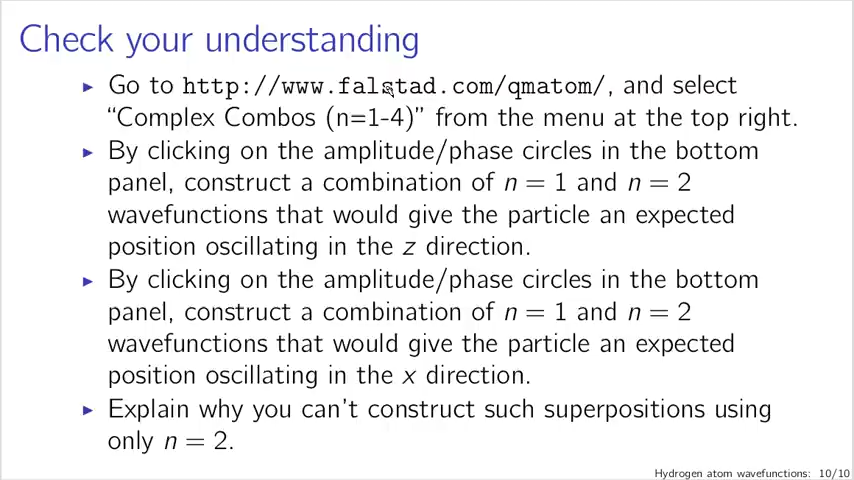 Check your understanding
▶ Go to http://www.falstad.com/qmatom/, and select
“Complex Combos (n=1-4)” from the menu at the top right.
▶ By clicking on the amplitude/phase circles in the bottom
panel, construct a combination of n = 1 and n = 2
wavefunctions that would give the particle an expected
position oscillating in the z direction.
▶ By clicking on the amplitude/phase circles in the bottom
panel, construct a combination of n = 1 and n = 2
wavefunctions that would give the particle an expected
position oscillating in the x direction.
▶ Explain why you can't construct such superpositions using
only n = 2.
Hydrogen atom wavefunctions: 10/10